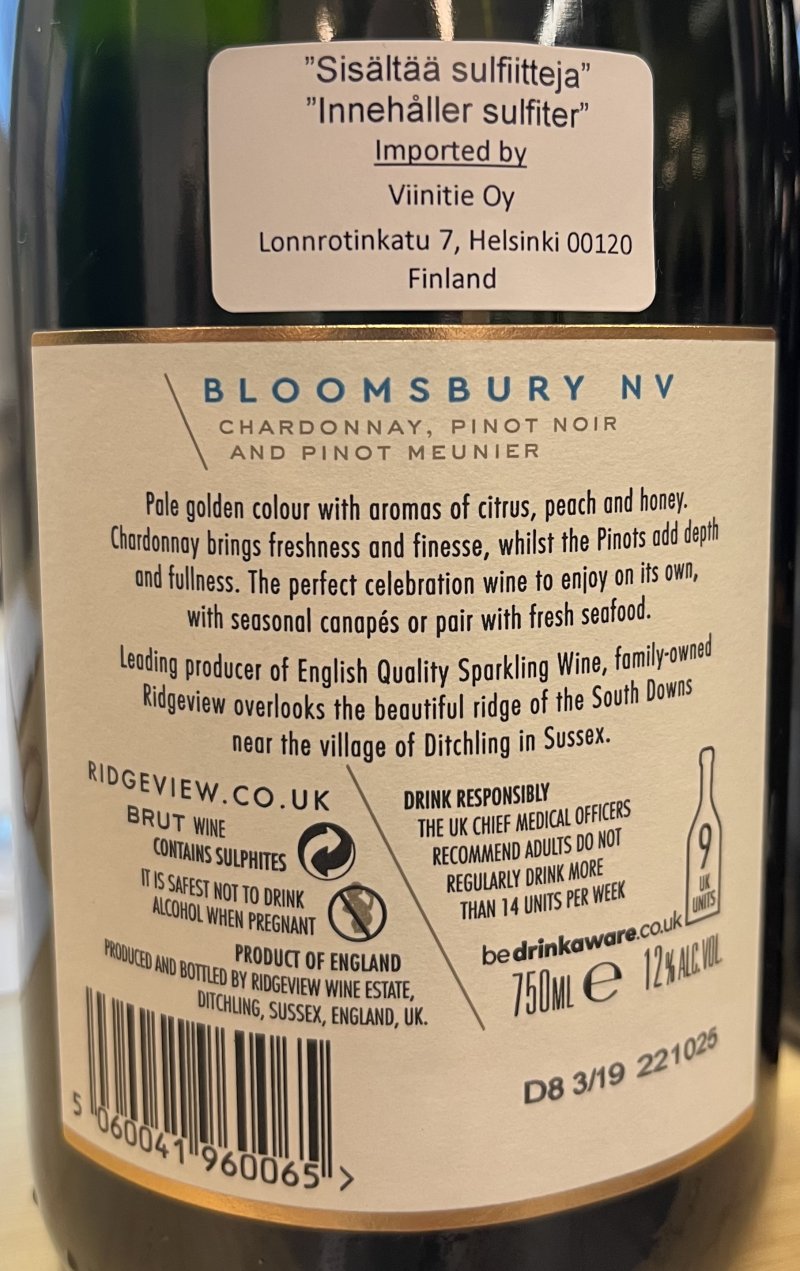 "Sisältää sulfiitteja"
"Innehåller sulfiter"
Imported by
Viinitie Oy
Lonnrotinkatu 7, Helsinki 00120
Finland
BLOOMSBURY NV
CHARDONNAY, PINOT NOIR
AND PINOT MEUNIER
Pale golden colour with aromas of citrus, peach and honey.
Chardonnay brings freshness and finesse, whilst the Pinots add depth
and fullness. The perfect celebration wine to enjoy on its own,
with seasonal canapés or pair with fresh seafood.
Leading producer of English Quality Sparkling Wine, family-owned
Ridgeview overlooks the beautiful ridge of the South Downs
near the village of Ditchling in Sussex.
RIDGEVIEW.CO.UK
BRUT WINE
CONTAINS SULPHITES
IT IS SAFEST NOT TO DRINK
ALCOHOL WHEN PREGNANT
PRODUCT OF ENGLAND
PRODUCED AND BOTTLED BY RIDGEVIEW WINE ESTATE,
DITCHLING, SUSSEX, ENGLAND, UK.
5 060041 960065 >
DRINK RESPONSIBLY
THE UK CHIEF MEDICAL OFFICERS
RECOMMEND ADULTS DO NOT
REGULARLY DRINK MORE
THAN 14 UNITS PER WEEK
9
UK
UNITS
bedrinkaware.co.uk
750ML e 12% ALC. VOL.
D8 3/19 221025